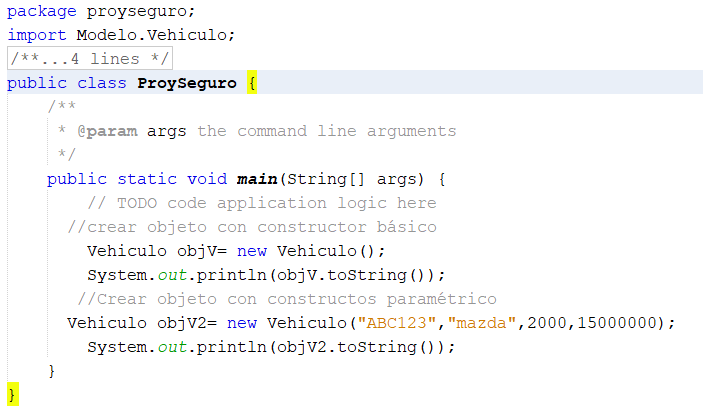 package proyseguro;
import Modelo.Vehiculo;
/**...4 lines */
public class ProySeguro {
/**
* @param args the command line arguments
*/
public static void main(String[] args) {
// TODO code application logic here
//crear objeto con constructor básico
Vehiculo objV= new Vehiculo();
System.out.println(objV.toString());
//Crear objeto con constructos paramétrico
Vehiculo objV2= new Vehiculo("ABC123","mazda",2000,15000000);
System.out.println(objV2.toString());
}
}